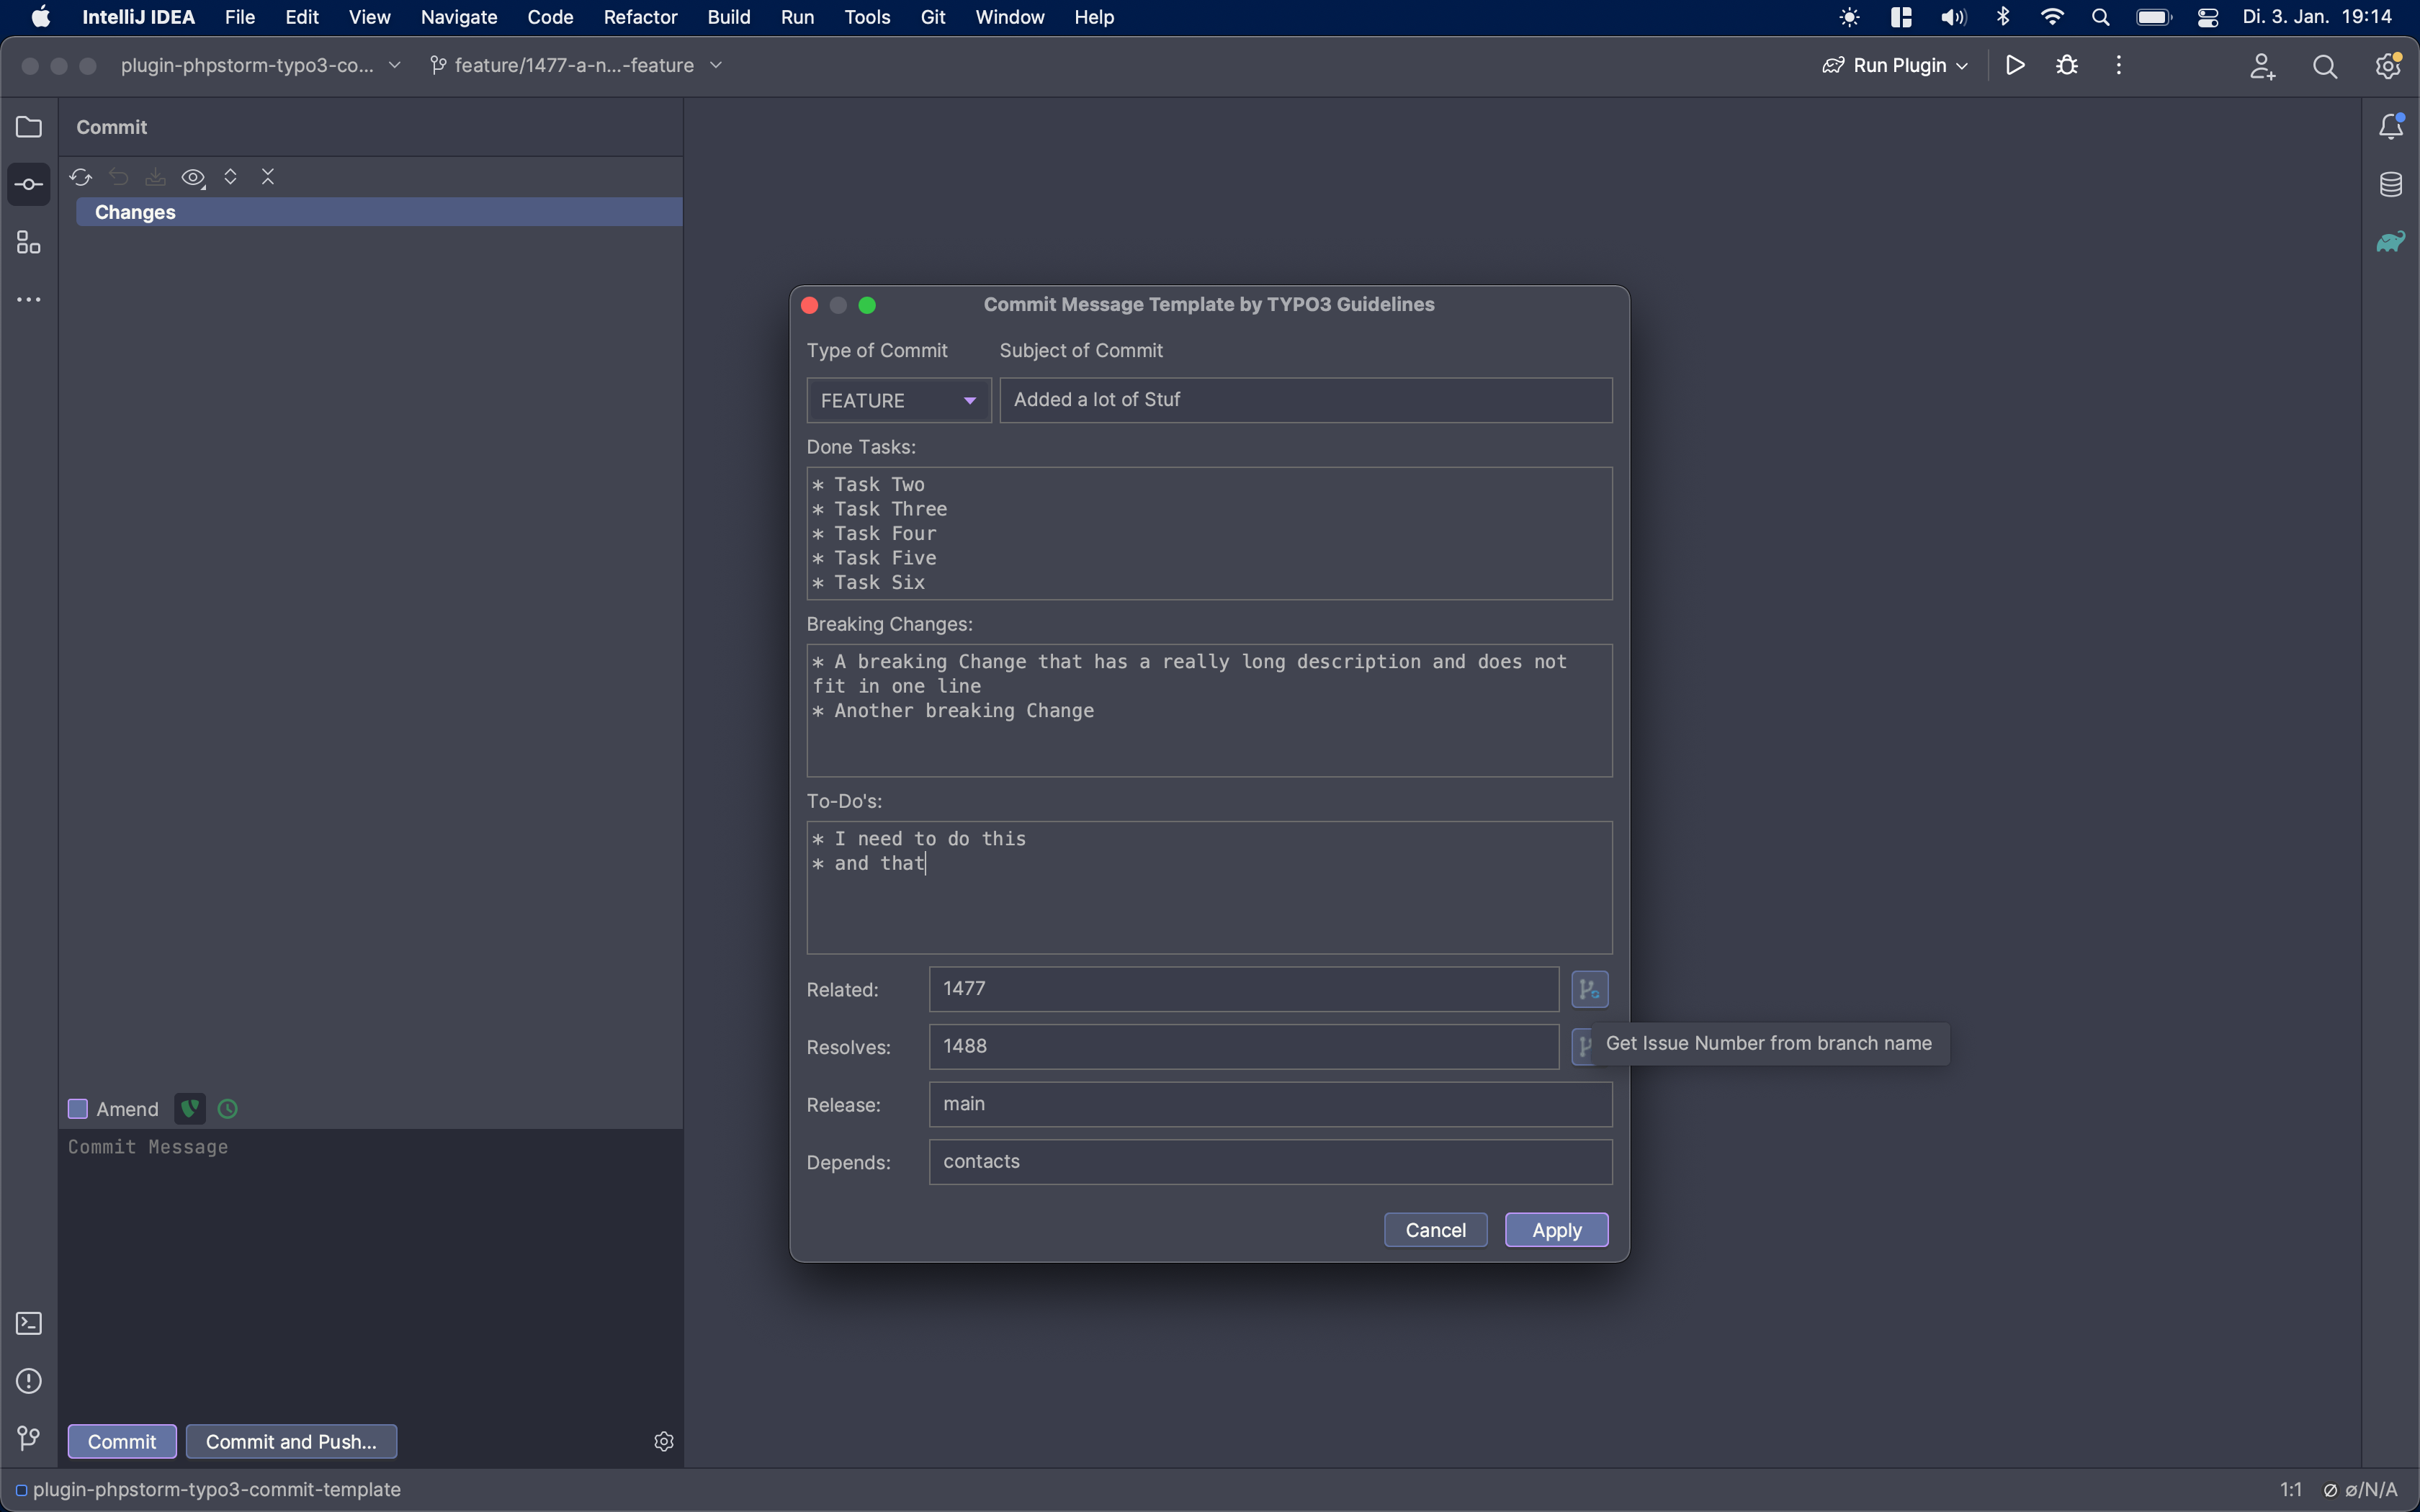 IntelliJ IDEA File Edit View Navigate Code Refactor Build Run Tools Git Window Help Di. 3. Jan. 19:14
plugin-phpstorm-typo3-co... feature/1477-a-n...-feature Run Plugin
Commit
Changes
Commit Message Template by TYPO3 Guidelines
Type of Commit Subject of Commit
FEATURE Added a lot of Stuf
Done Tasks:
* Task Two
* Task Three
* Task Four
* Task Five
* Task Six
Breaking Changes:
* A breaking Change that has a really long description and does not
fit in one line
* Another breaking Change
To-Do's:
* I need to do this
* and that
Related: 1477
Resolves: 1488
Get Issue Number from branch name
Release: main
Depends: contacts
Cancel Apply
Amend
Commit Message
Commit Commit and Push...
plugin-phpstorm-typo3-commit-template 1:1 ø/N/A